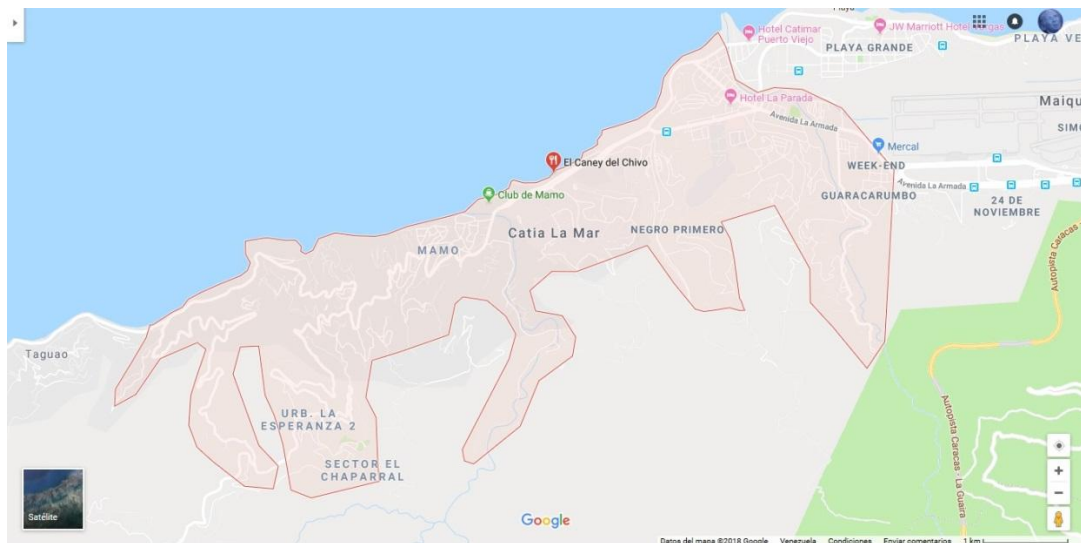 Hotel Catimar
Puerto Viejo
JW Marriott Hotel
PLAYA GRANDE
PLAYA VE
Hotel La Parada
Maiqu
Avenida La Armada
SIMO
El Caney del Chivo
Mercal
WEEK-END
Avenida La Armada
Club de Mamo
GUARACARUMBO
24 DE
NOVIEMBRE
Catia La Mar
NEGRO PRIMERO
MAMO
Autopista Caracas
Taguao
URB. LA
ESPERANZA 2
SECTOR EL
CHAPARRAL
Autopista Caracas - La Guaira
Satélite
Google
Datos del mapa ©2018 Google Venezuela Condiciones Enviar comentarios 1 km